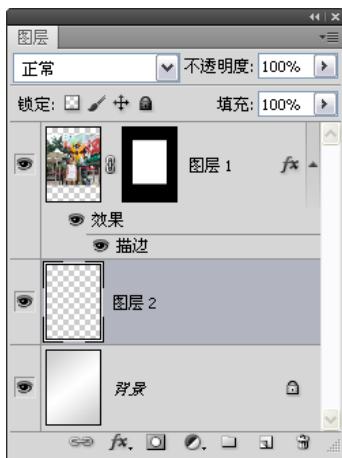 图层
正常 不透明度: 100%
锁定: 填充: 100%
图层 1 fx
效果
描边
图层 2
背景
fx.